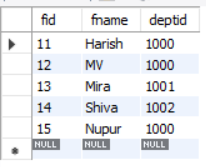 fid fname deptid
11 Harish 1000
12 MV 1000
13 Mira 1001
14 Shiva 1002
15 Nupur 1000
NULL NULL NULL